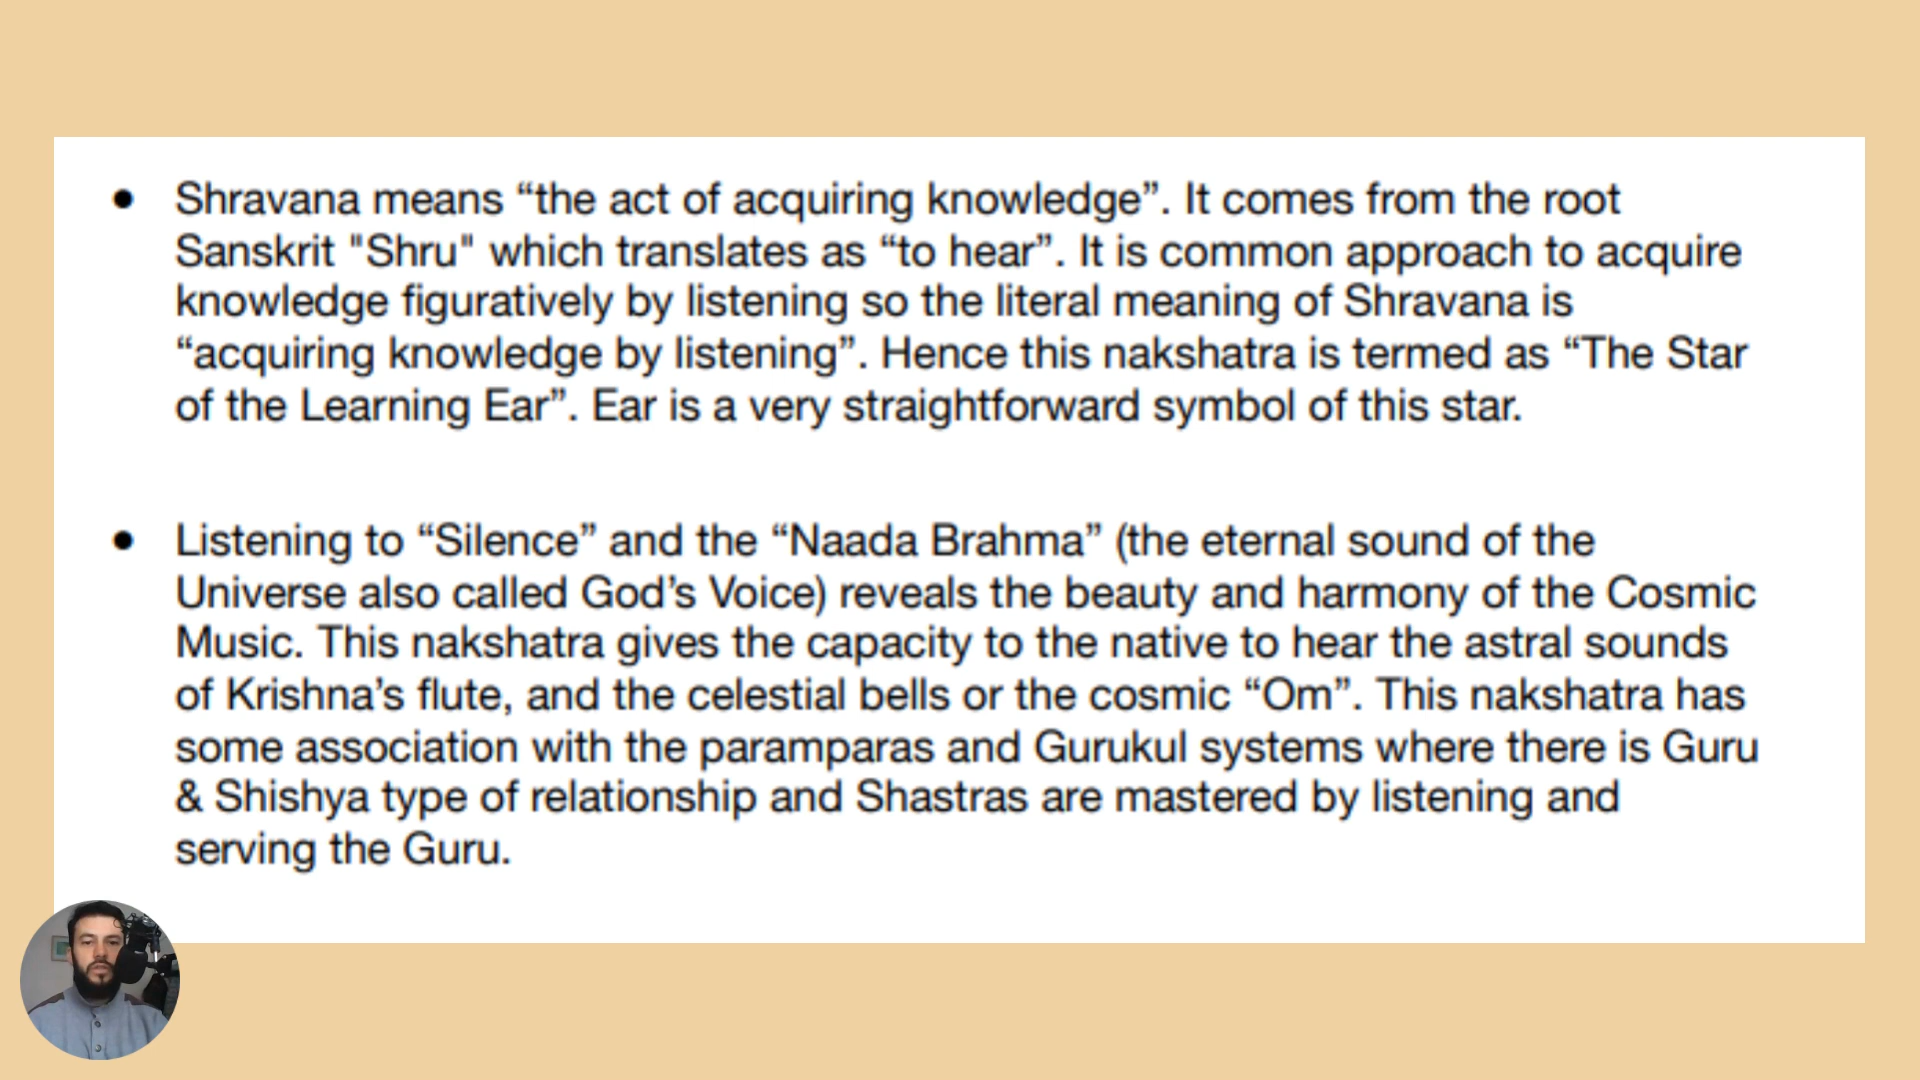 ● Shravana means “the act of acquiring knowledge”. It comes from the root
Sanskrit "Shru" which translates as “to hear”. It is common approach to acquire
knowledge figuratively by listening so the literal meaning of Shravana is
“acquiring knowledge by listening”. Hence this nakshatra is termed as “The Star
of the Learning Ear”. Ear is a very straightforward symbol of this star.
● Listening to “Silence” and the “Naada Brahma” (the eternal sound of the
Universe also called God’s Voice) reveals the beauty and harmony of the Cosmic
Music. This nakshatra gives the capacity to the native to hear the astral sounds
of Krishna’s flute, and the celestial bells or the cosmic “Om”. This nakshatra has
some association with the paramparas and Gurukul systems where there is Guru
& Shishya type of relationship and Shastras are mastered by listening and
serving the Guru.